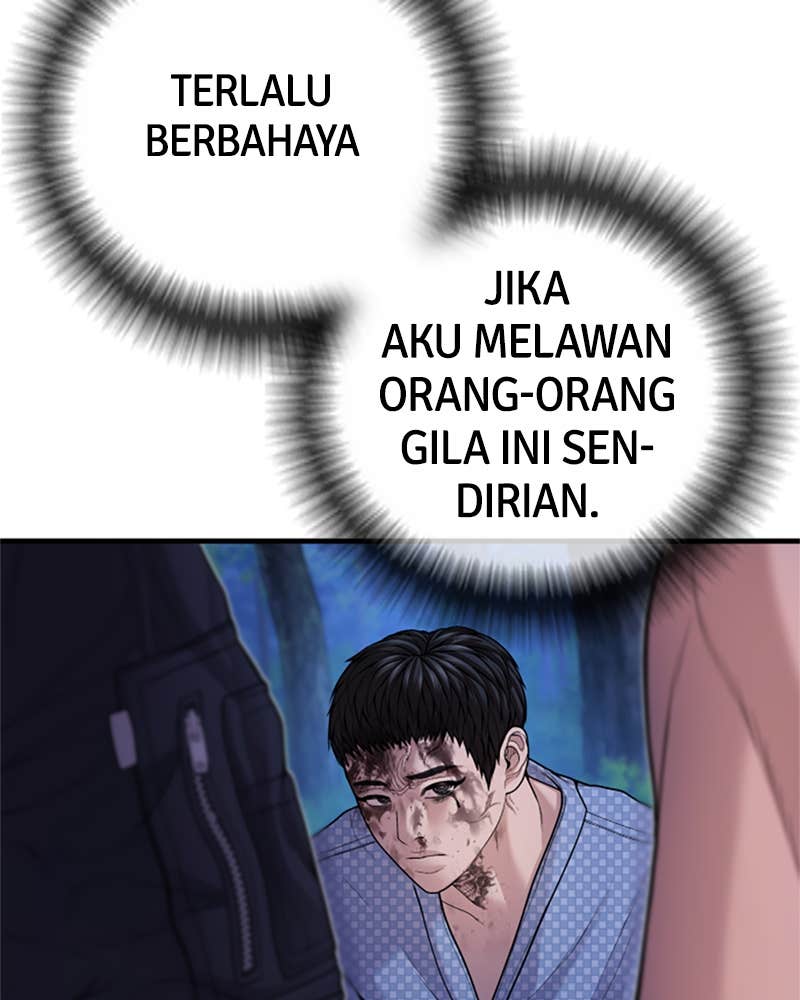 TERLALU
BERBAHAYA
JIKA
AKU MELAWAN
ORANG-ORANG
GILA INI SEN-
DIRIAN.